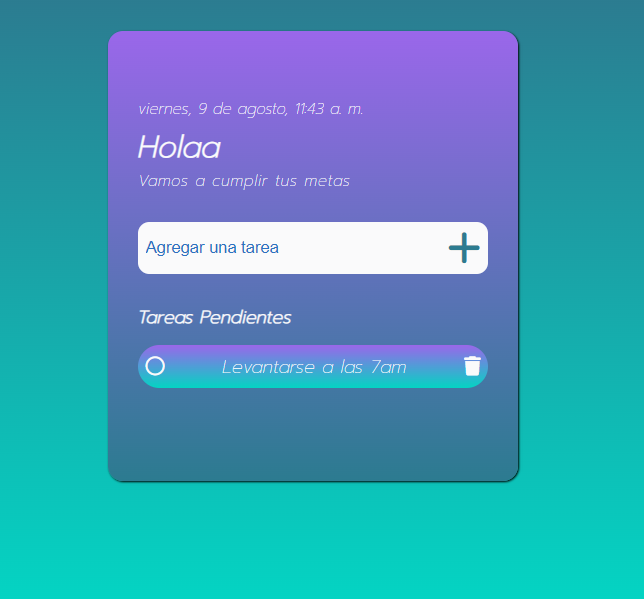 viernes, 9 de agosto, 11:43 a. m.
Holaa
Vamos a cumplir tus metas
Agregar una tarea
Tareas Pendientes
Levantarse a las 7am